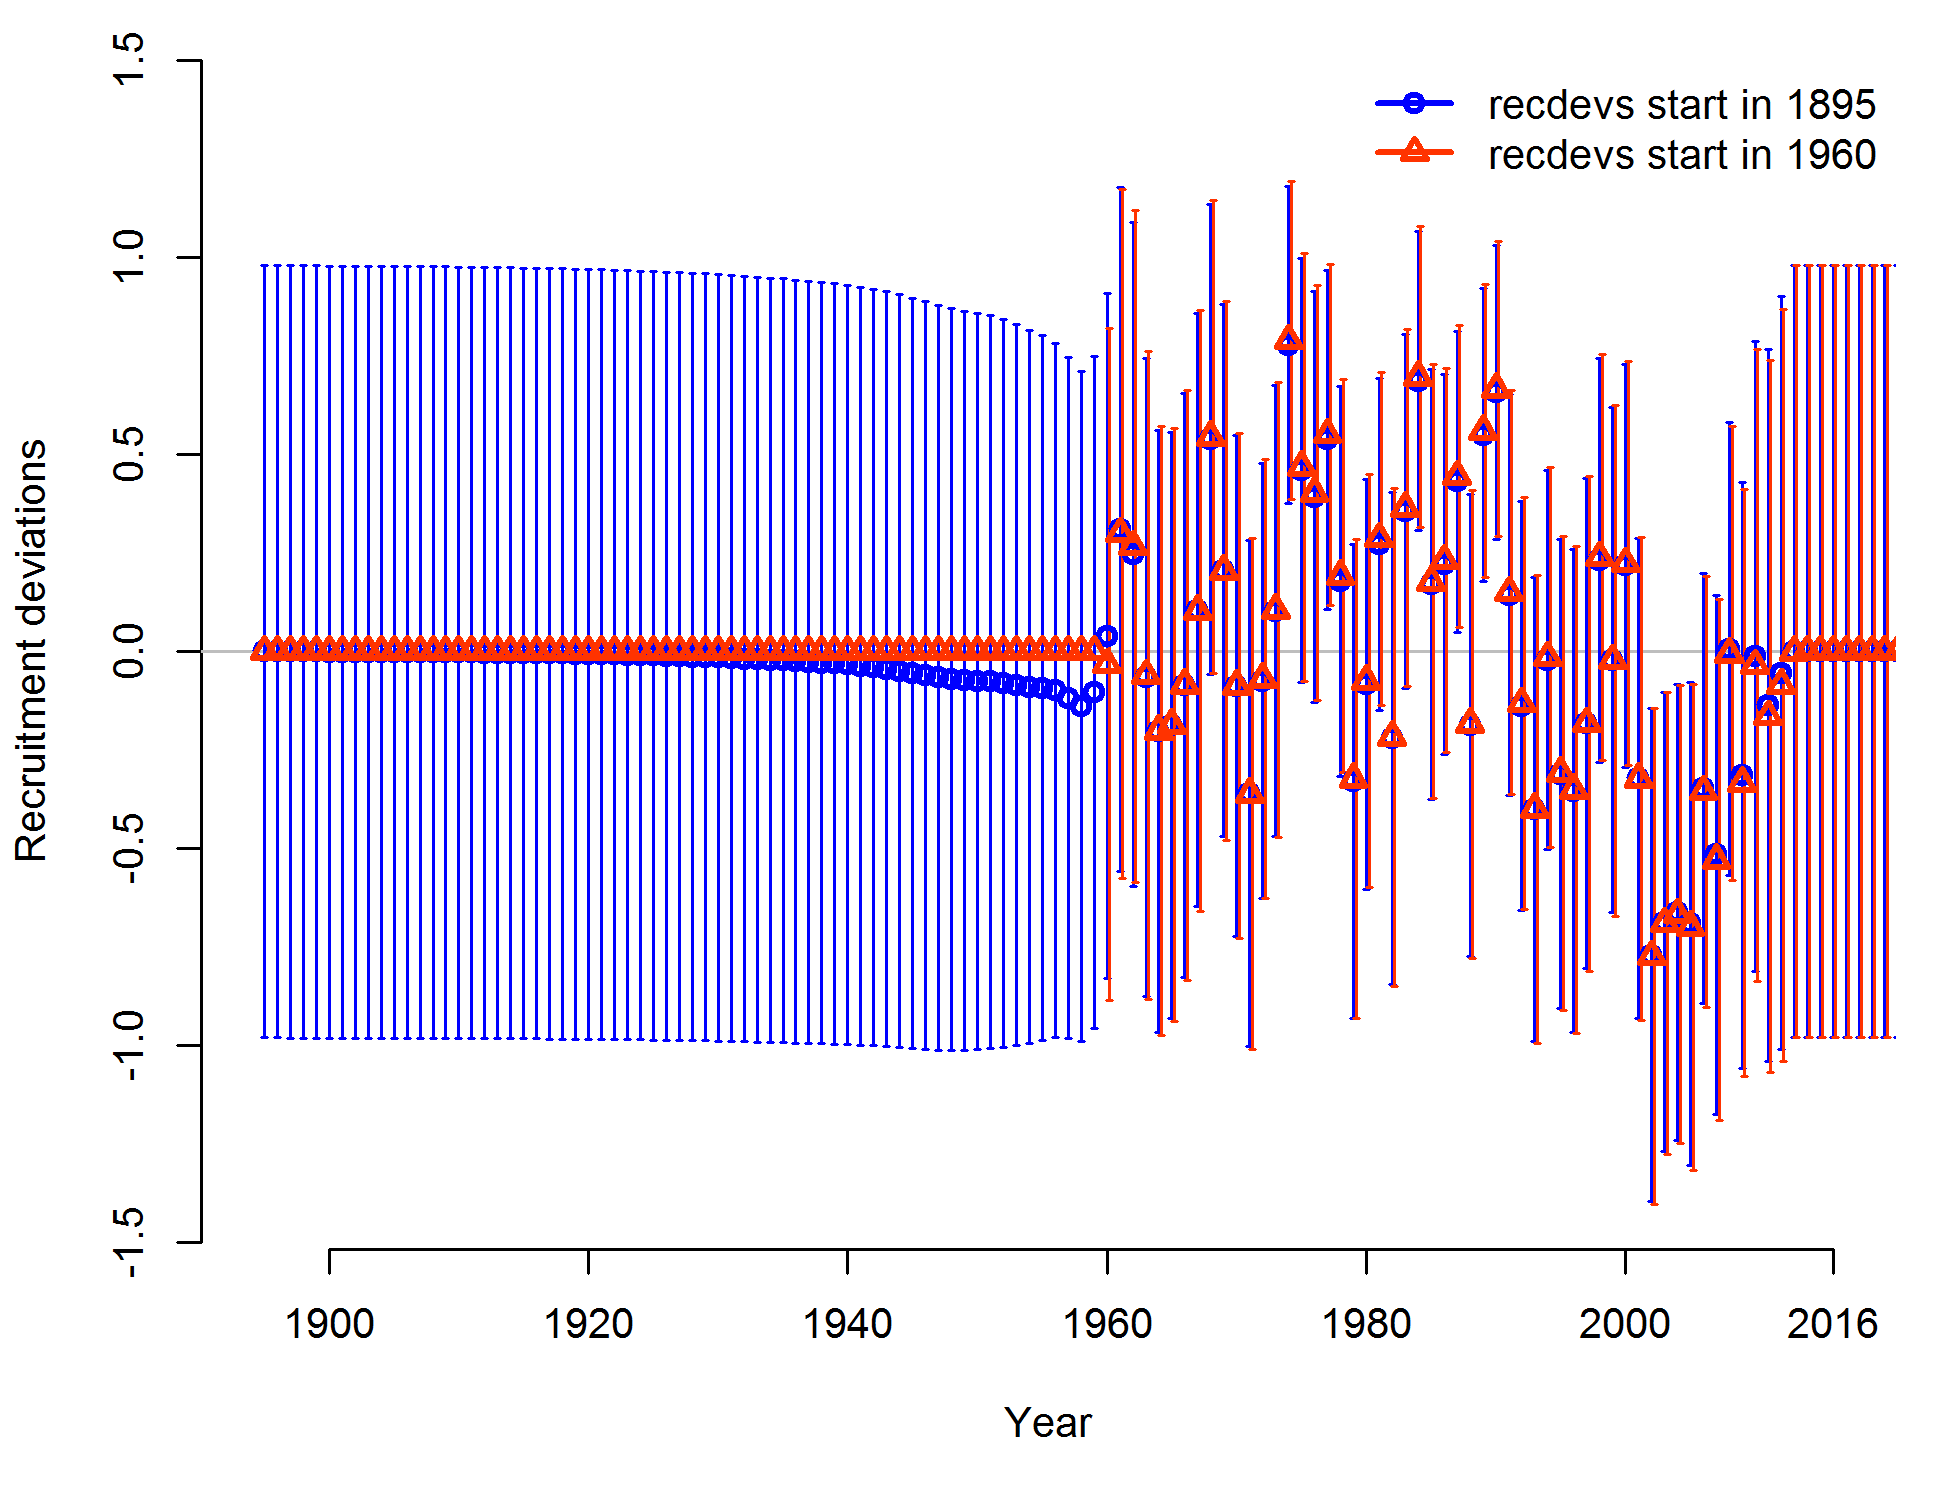 1.5
1.0
0.5
0.0
-0.5
-1.0
-1.5
Recruitment deviations
recdevs start in 1895
recdevs start in 1960
1900 1920 1940 1960 1980 2000 2016
Year